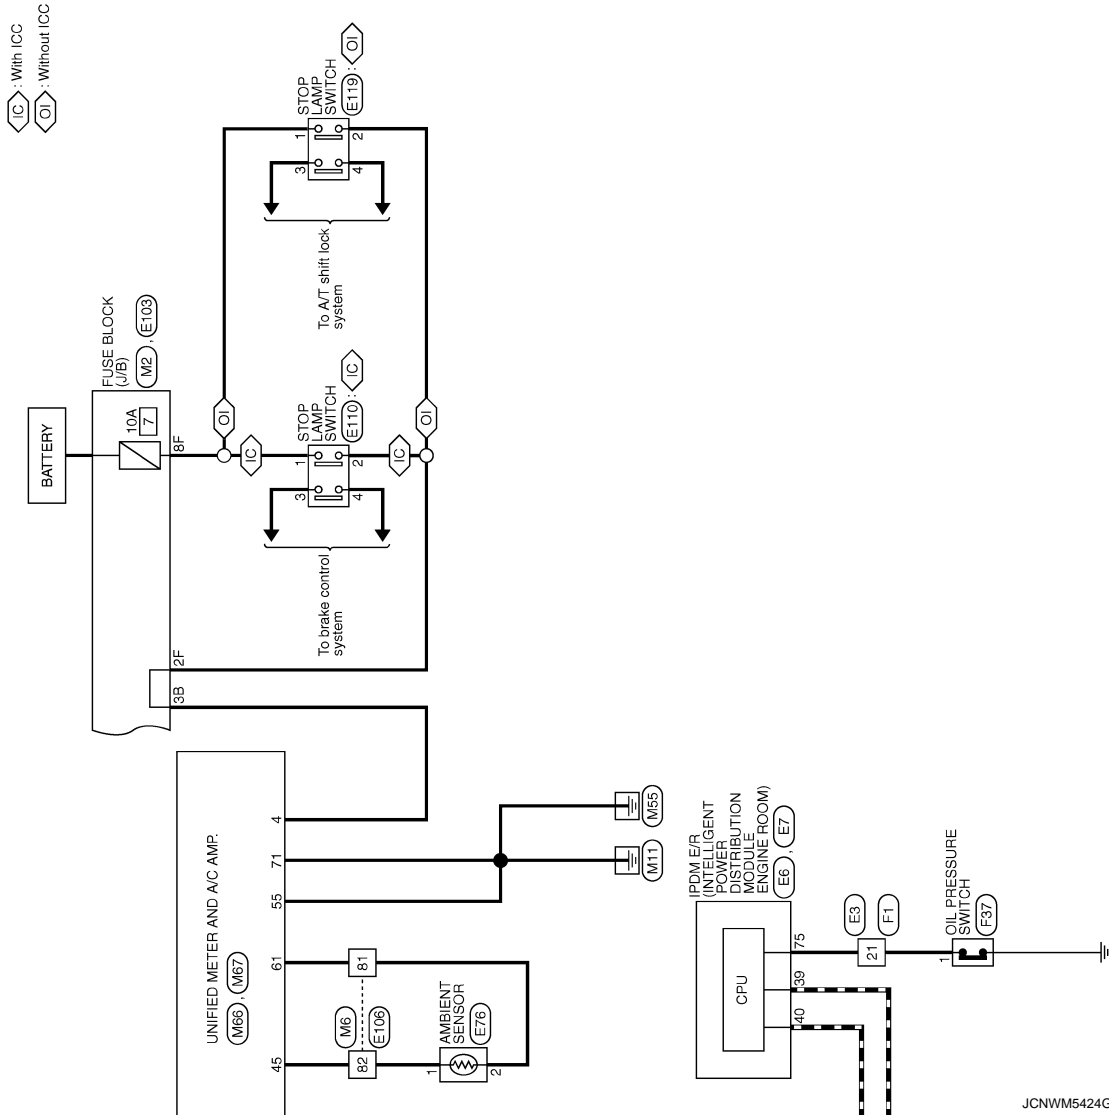 IC : With ICC
OI : Without ICC
STOP
LAMP
SWITCH
E119 : OI
1
2
3
4
To A/T shift lock
system
FUSE BLOCK
(J/B)
M2 , E103
BATTERY
10A
7
8F
OI
IC
STOP
LAMP
SWITCH
E110 : IC
OI
IC
1
2
3
4
To brake control
system
2F
3B
UNIFIED METER AND A/C AMP.
M66 , M67
4
71
55
61
45
M55
M11
81
82
M6
E106
AMBIENT
SENSOR
E76
1
2
IPDM E/R
(INTELLIGENT
POWER
DISTRIBUTION
MODULE
ENGINE ROOM)
E6 , E7
CPU
75
39
40
E3
F1
21
OIL PRESSURE
SWITCH
F37
1
JCNWM5424G